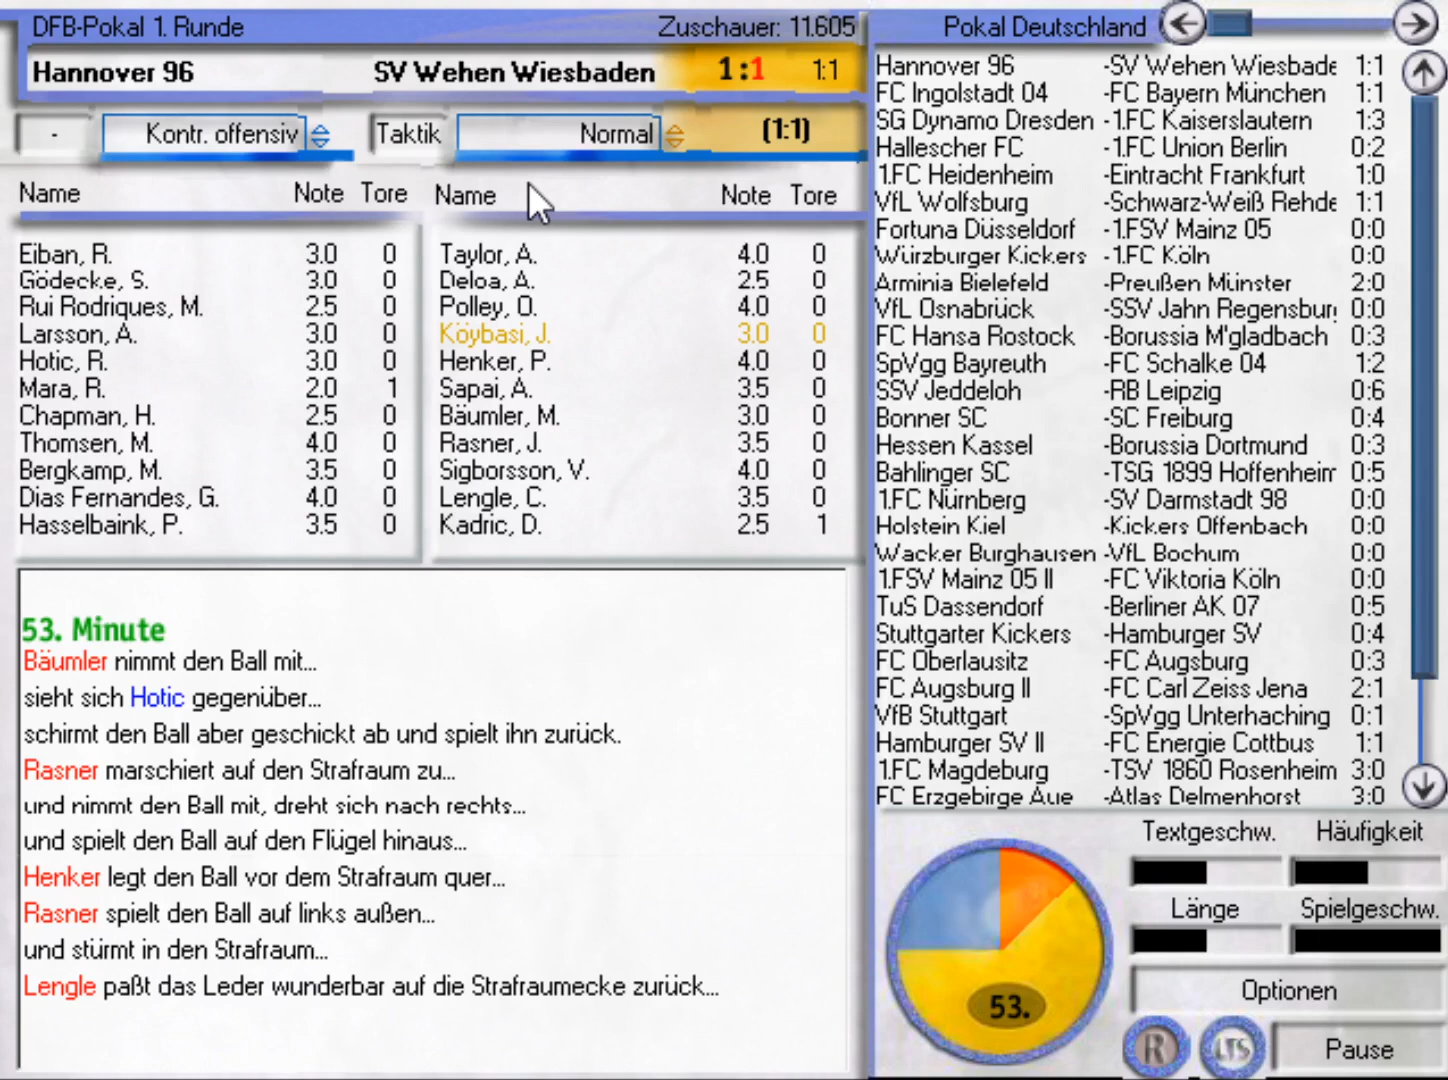 DFB-Pokal 1. Runde Zuschauer: 11.605
Hannover 96 SV Wehen Wiesbaden 1:1 1:1
- Kontr. offensiv Taktik Normal (1:1)
Name Note Tore Name Note Tore
Eiban, R. 3.0 0 Taylor, A. 4.0 0
Gödecke, S. 3.0 0 Deloa, A. 2.5 0
Rui Rodriques, M. 2.5 0 Polley, O. 4.0 0
Larsson, A. 3.0 0 Köybasi, J. 3.0 0
Hotic, R. 3.0 0 Henker, P. 4.0 0
Mara, R. 2.0 1 Sapai, A. 3.5 0
Chapman, H. 2.5 0 Bäumler, M. 3.0 0
Thomsen, M. 4.0 0 Rasner, J. 3.5 0
Bergkamp, M. 3.5 0 Sigborsson, V. 4.0 0
Dias Fernandes, G. 4.0 0 Lengle, C. 3.5 0
Hasselbaink, P. 3.5 0 Kadric, D. 2.5 1
53. Minute
Bäumler nimmt den Ball mit...
sieht sich Hotic gegenüber...
schirmt den Ball aber geschickt ab und spielt ihn zurück.
Rasner marschiert auf den Strafraum zu...
und nimmt den Ball mit, dreht sich nach rechts...
und spielt den Ball auf den Flügel hinaus...
Henker legt den Ball vor dem Strafraum quer...
Rasner spielt den Ball auf links außen...
und stürmt in den Strafraum...
Lengle paßt das Leder wunderbar auf die Strafraumecke zurück...
Pokal Deutschland
Hannover 96 -SV Wehen Wiesbade 1:1
FC Ingolstadt 04 -FC Bayern München 1:1
SG Dynamo Dresden -1.FC Kaiserslautern 1:3
Hallescher FC -1.FC Union Berlin 0:2
1.FC Heidenheim -Eintracht Frankfurt 1:0
VfL Wolfsburg -Schwarz-Weiß Rehde 1:1
Fortuna Düsseldorf -1.FSV Mainz 05 0:0
Würzburger Kickers -1.FC Köln 0:0
Arminia Bielefeld -Preußen Münster 2:0
VfL Osnabrück -SSV Jahn Regensburg 0:0
FC Hansa Rostock -Borussia M'gladbach 0:3
SpVgg Bayreuth -FC Schalke 04 1:2
SSV Jeddeloh -RB Leipzig 0:6
Bonner SC -SC Freiburg 0:4
Hessen Kassel -Borussia Dortmund 0:3
Bahlinger SC -TSG 1899 Hoffenheim 0:5
1.FC Nürnberg -SV Darmstadt 98 0:0
Holstein Kiel -Kickers Offenbach 0:0
Wacker Burghausen -VfL Bochum 0:0
1.FSV Mainz 05 II -FC Viktoria Köln 0:0
TuS Dassendorf -Berliner AK 07 0:5
Stuttgarter Kickers -Hamburger SV 0:4
FC Oberlausitz -FC Augsburg 0:3
FC Augsburg II -FC Carl Zeiss Jena 2:1
VfB Stuttgart -SpVgg Unterhaching 0:1
Hamburger SV II -FC Energie Cottbus 1:1
1.FC Magdeburg -TSV 1860 Rosenheim 3:0
FC Erzgebirge Aue -Atlas Delmenhorst 3:0
Textgeschw. Häufigkeit
Länge Spielgeschw.
53.
Optionen
R LTS Pause